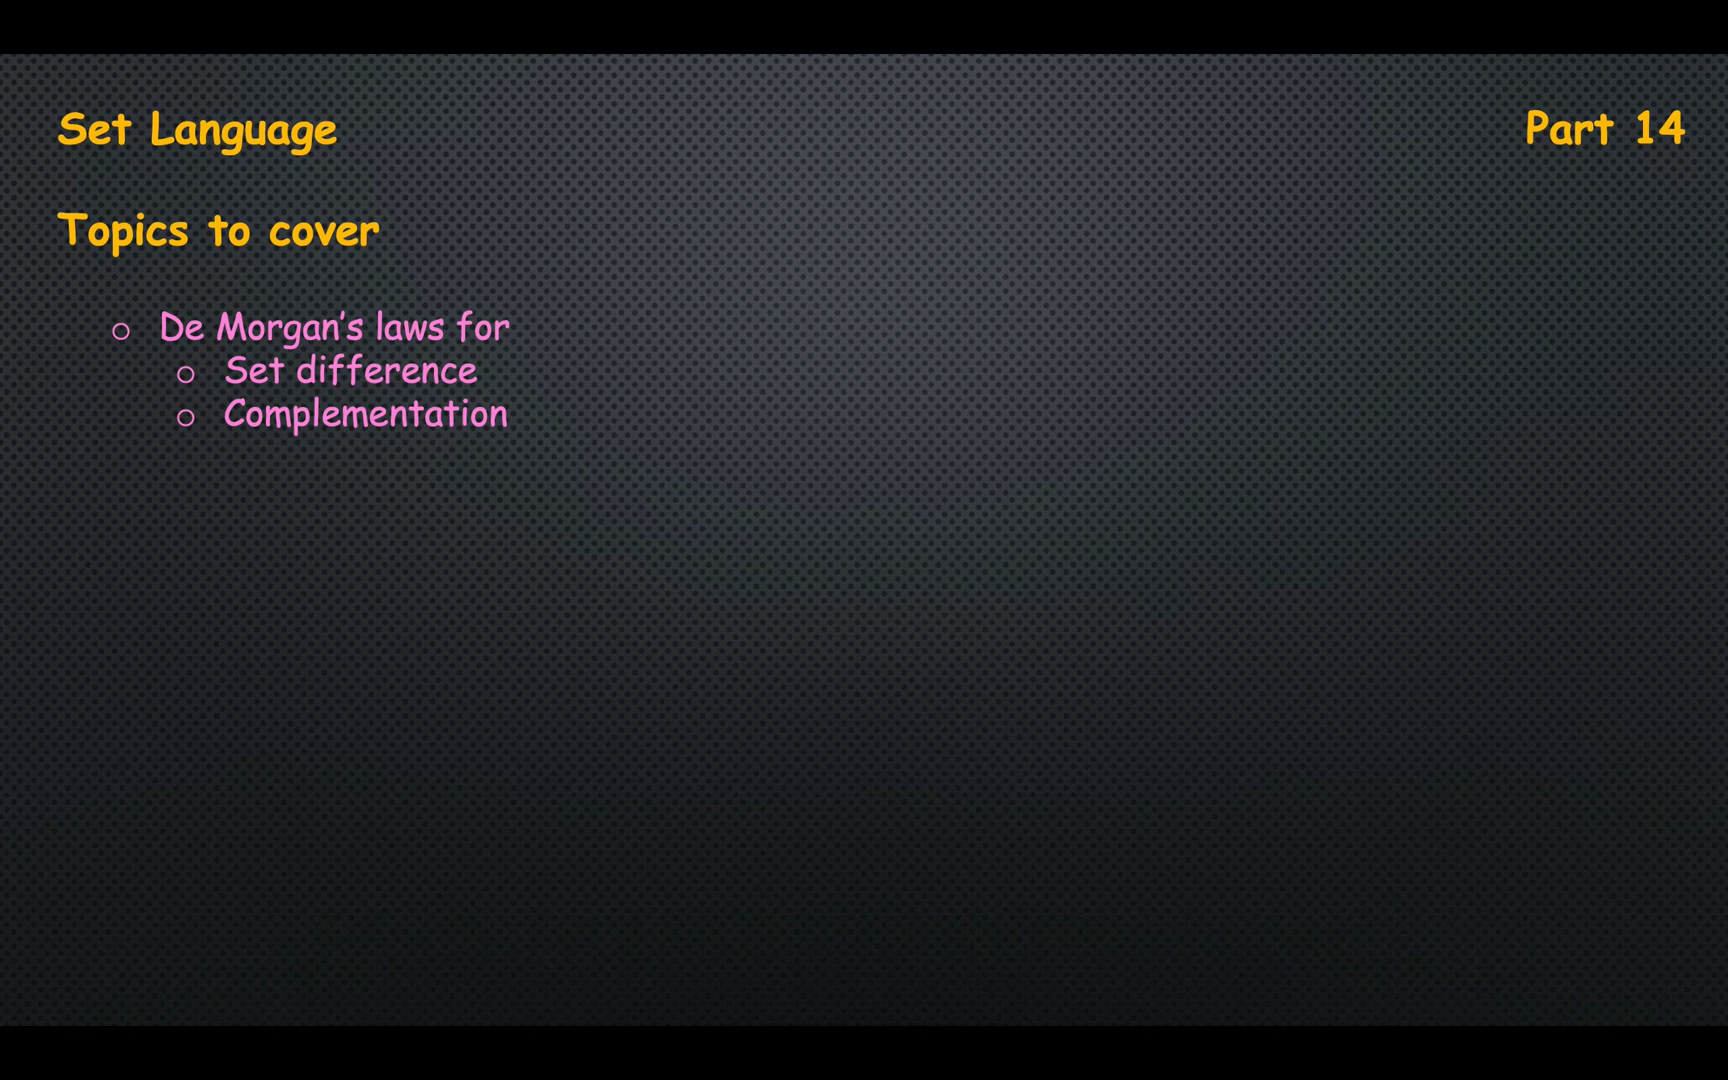 Set Language
Part 14
Topics to cover
De Morgan's laws for
Set difference
Complementation